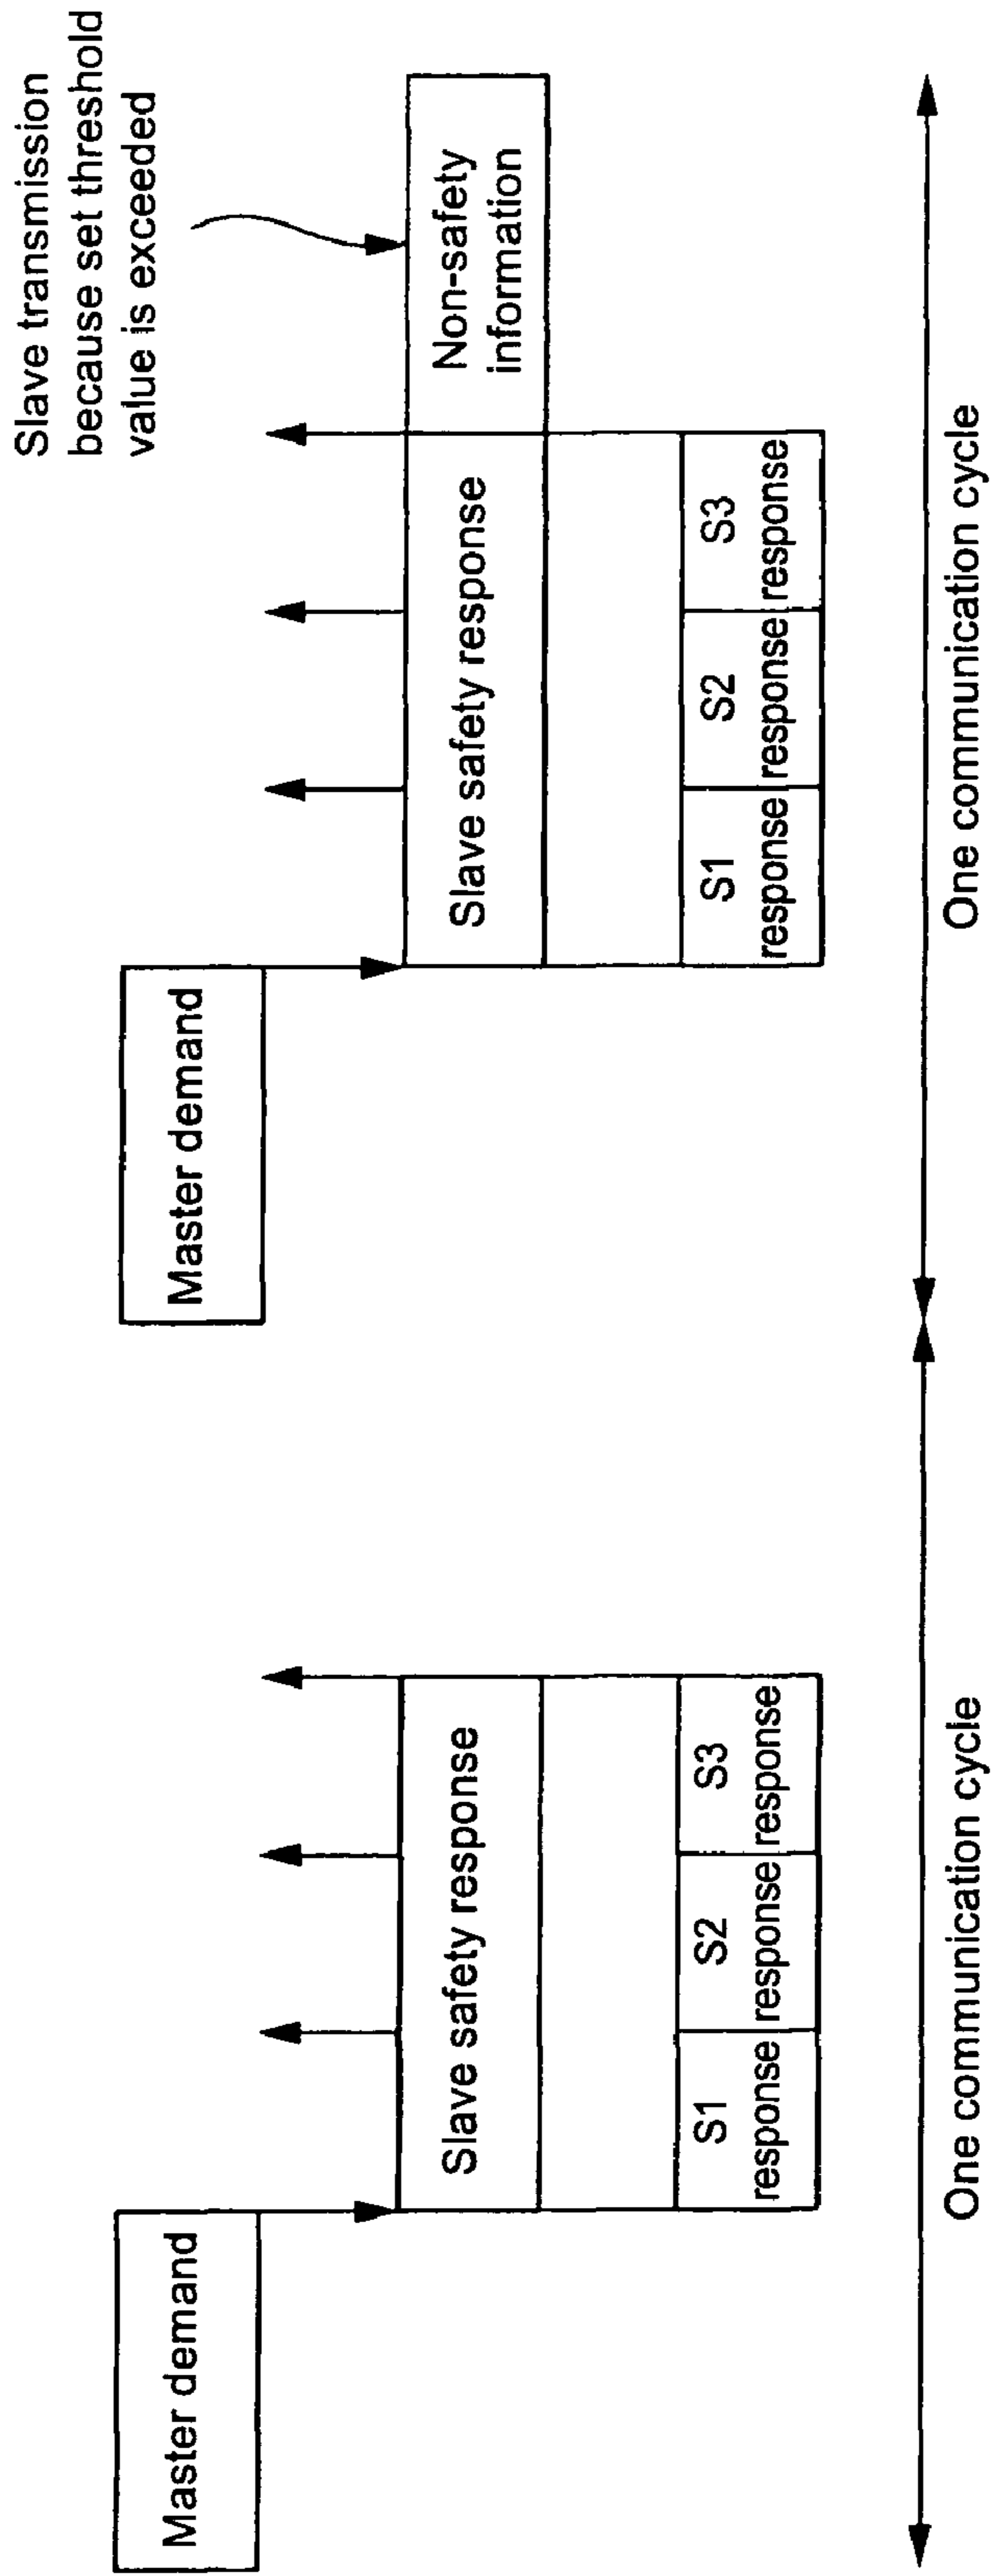 Master demand
Slave safety response
S1
response
S2
response
S3
response
One communication cycle
Slave transmission
because set threshold
value is exceeded
Master demand
Slave safety response
Non-safety
information
S1
response
S2
response
S3
response
One communication cycle